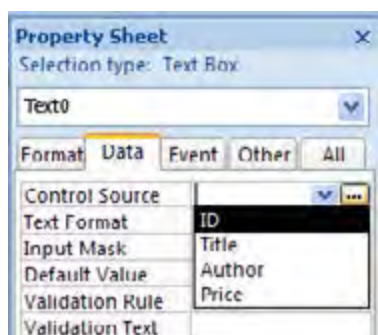 Property Sheet
Selection type: Text Box
Text0
Format Data Event Other All
Control Source
Text Format ID
Input Mask Title
Default Value Author
Validation Rule Price
Validation Text